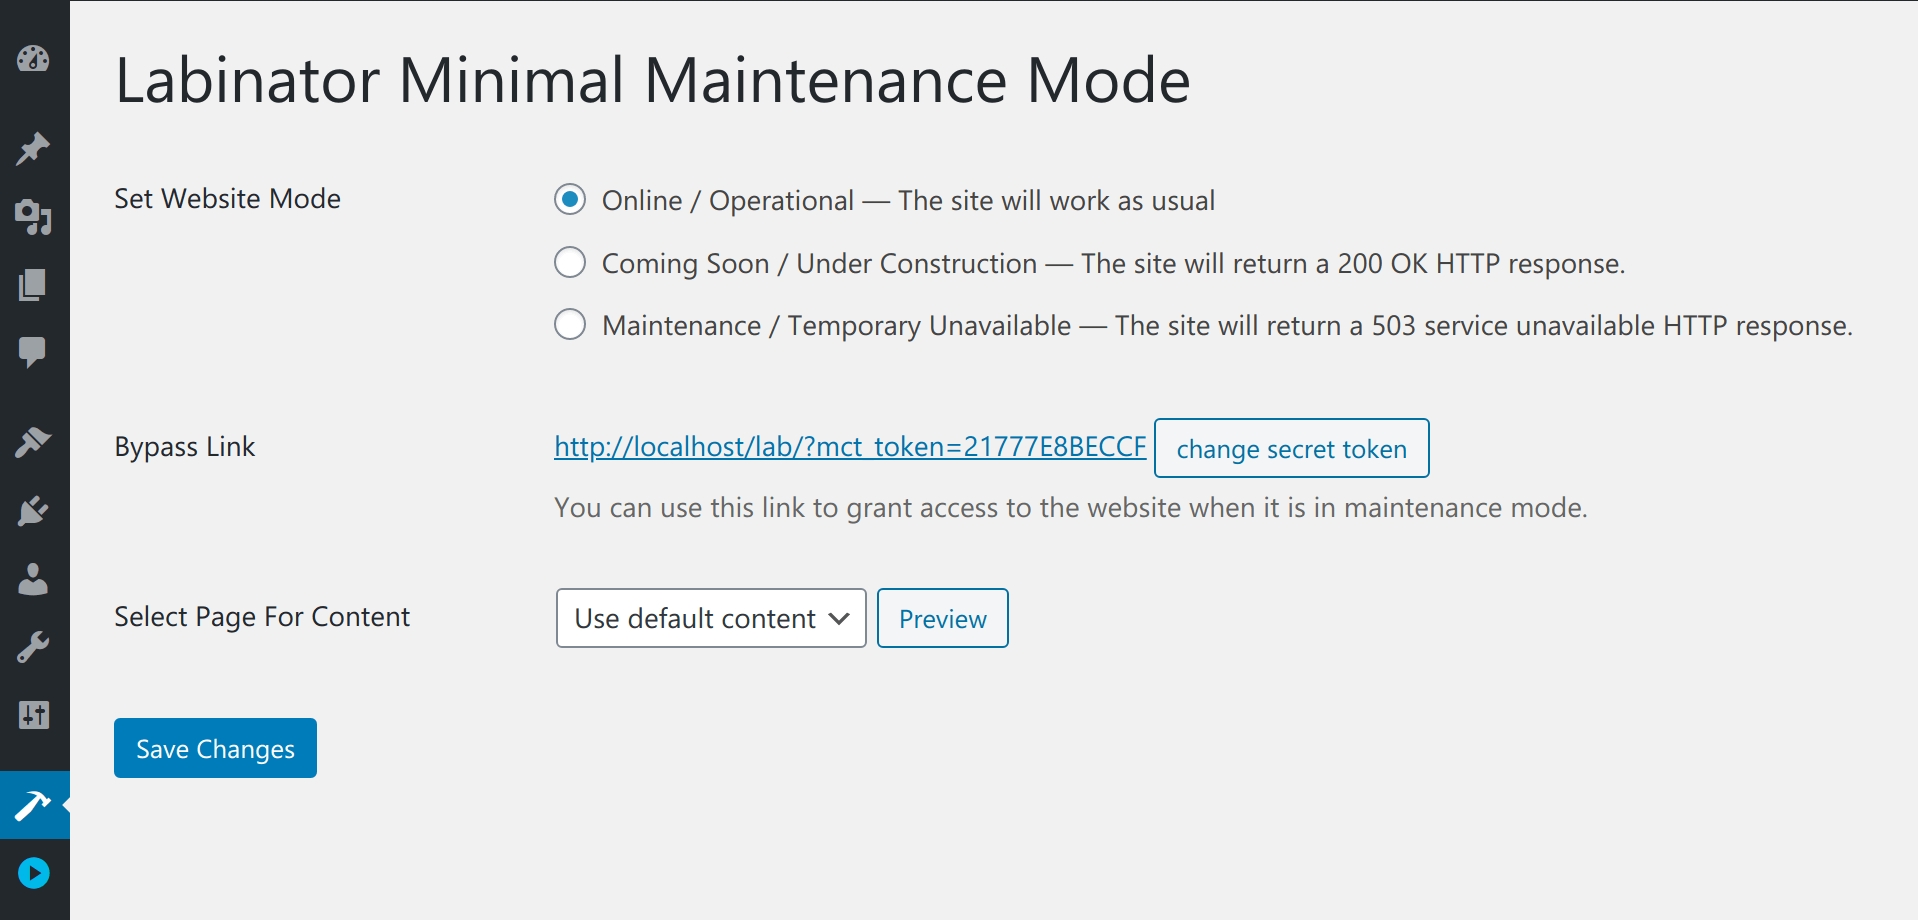 Labinator Minimal Maintenance Mode
Set Website Mode
Online / Operational — The site will work as usual
Coming Soon / Under Construction — The site will return a 200 OK HTTP response.
Maintenance / Temporary Unavailable — The site will return a 503 service unavailable HTTP response.
Bypass Link
http://localhost/lab/?mct_token=21777E8BECCF change secret token
You can use this link to grant access to the website when it is in maintenance mode.
Select Page For Content
Use default content Preview
Save Changes